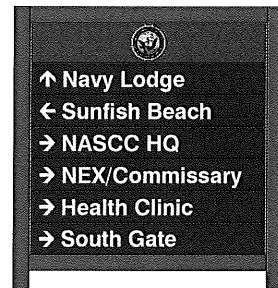 ↑ Navy Lodge
← Sunfish Beach
→ NASCC HQ
→ NEX/Commissary
→ Health Clinic
→ South Gate